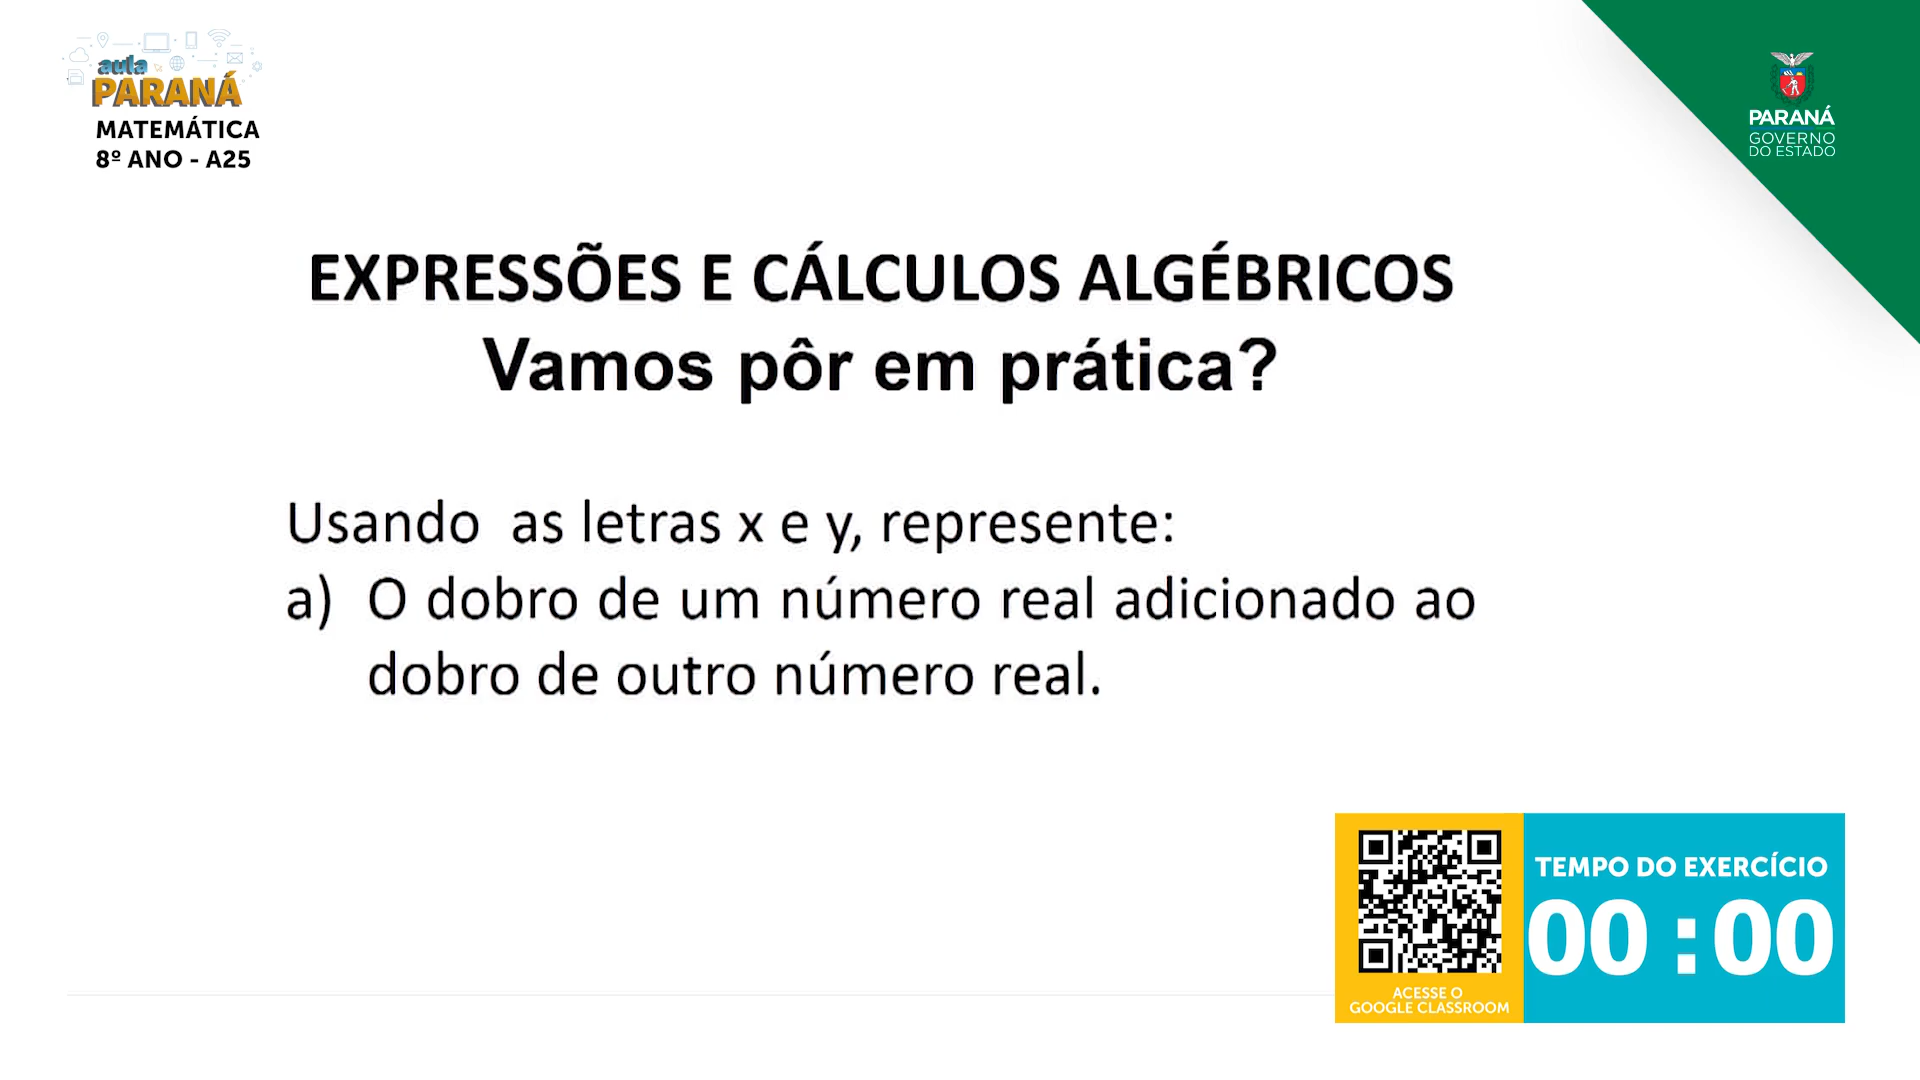 aula
PARANÁ
MATEMÁTICA
8º ANO - A25
PARANÁ
GOVERNO
DO ESTADO
EXPRESSÕES E CÁLCULOS ALGÉBRICOS
Vamos pôr em prática?
Usando as letras x e y, represente:
a) O dobro de um número real adicionado ao
dobro de outro número real.
TEMPO DO EXERCÍCIO
00:00
ACESSE O
GOOGLE CLASSROOM